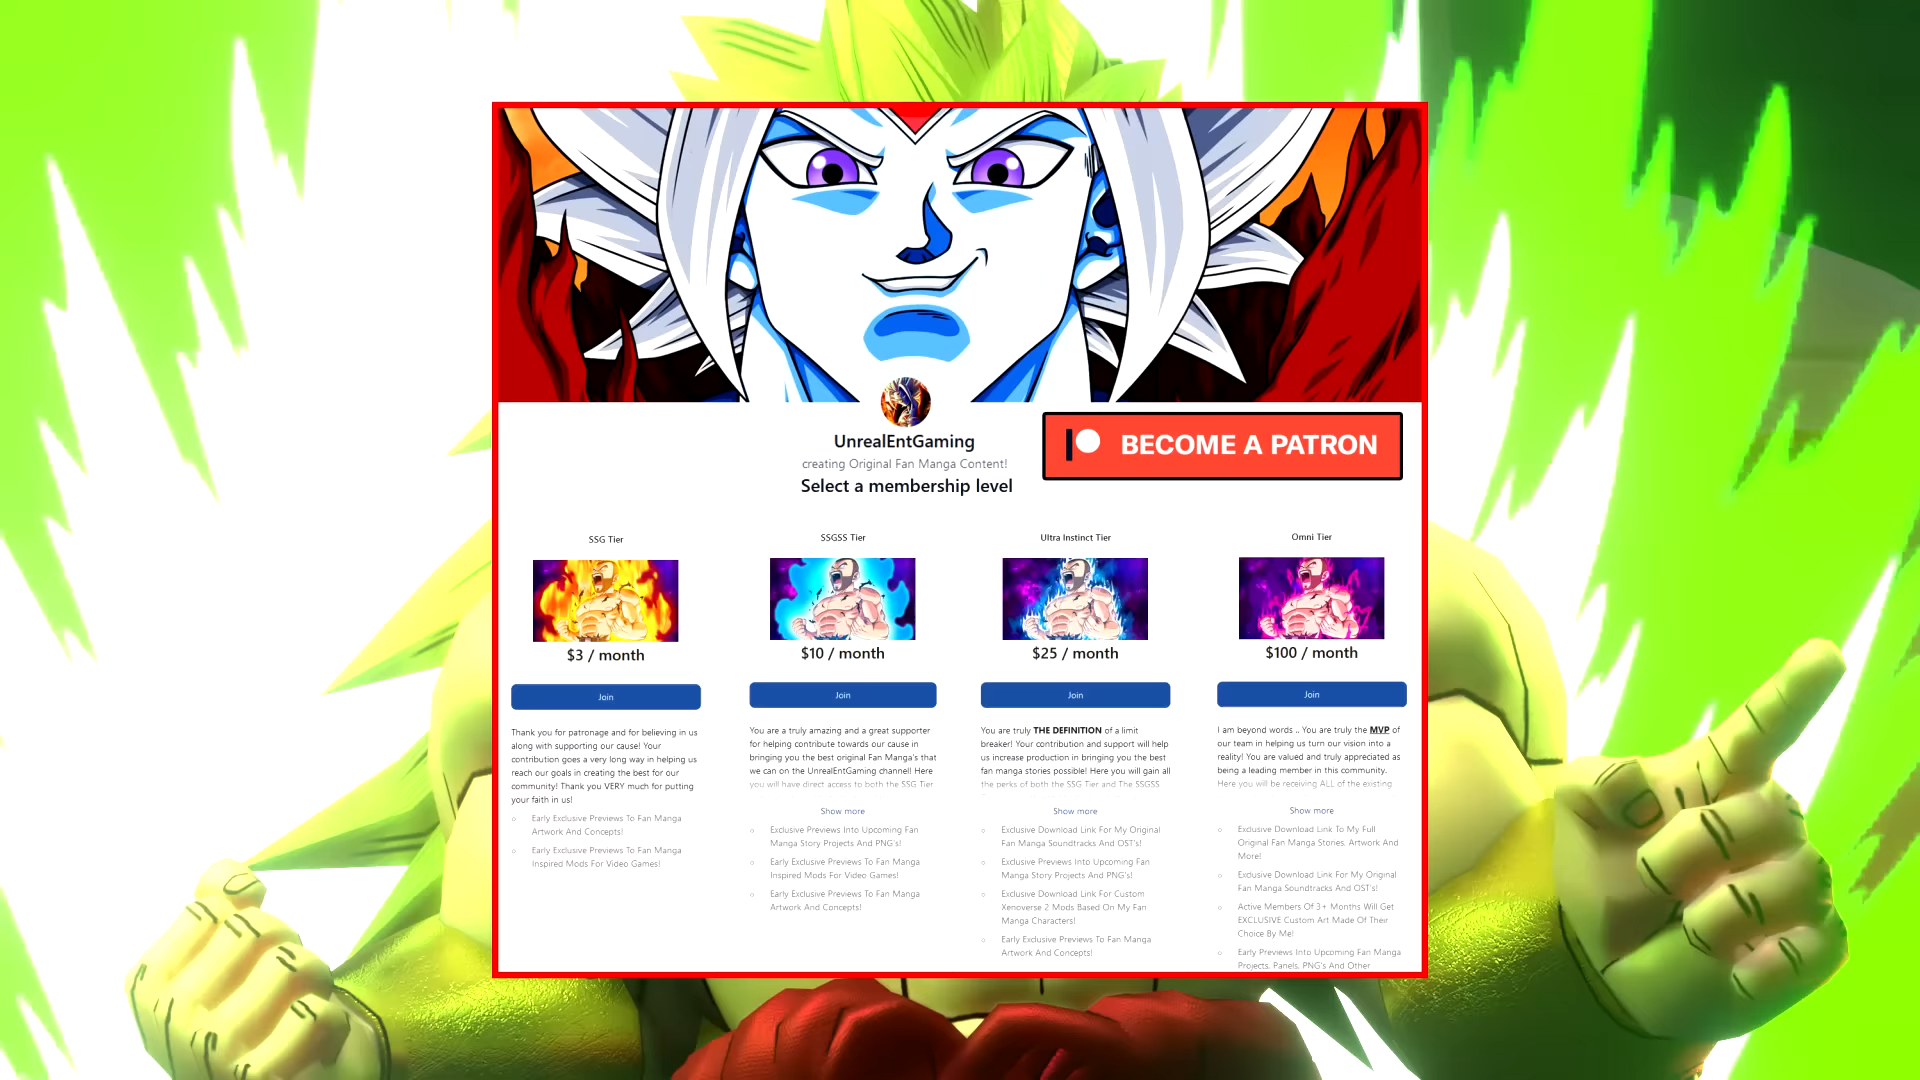 UnrealEntGaming
creating Original Fan Manga Content!
Select a membership level
BECOME A PATRON
SSG Tier
$3 / month
Join
Thank you for patronage and for believing in us
along with supporting our cause! Your
contribution goes a very long way in helping us
reach our goals in creating the best for our
community! Thank you VERY much for putting
your faith in us!
Early Exclusive Previews To Fan Manga
Artwork And Concepts!
Early Exclusive Previews To Fan Manga
Inspired Mods For Video Games!
SSGSS Tier
$10 / month
Join
You are a truly amazing and a great supporter
for helping contribute towards our cause in
bringing you the best original Fan Manga's that
we can on the UnrealEntGaming channel! Here
you will have direct access to both the SSG Tier
Show more
Exclusive Previews Into Upcoming Fan
Manga Story Projects And PNG's!
Early Exclusive Previews To Fan Manga
Inspired Mods For Video Games!
Early Exclusive Previews To Fan Manga
Artwork And Concepts!
Ultra Instinct Tier
$25 / month
Join
You are truly THE DEFINITION of a limit
breaker! Your contribution and support will help
us increase production in bringing you the best
fan manga stories possible! Here you will gain all
the perks of both the SSG Tier and The SSGSS
Show more
Exclusive Download Link For My Original
Fan Manga Soundtracks And OST's!
Exclusive Previews Into Upcoming Fan
Manga Story Projects And PNG's!
Exclusive Download Link For Custom
Xenoverse 2 Mods Based On My Fan
Manga Characters!
Early Exclusive Previews To Fan Manga
Artwork And Concepts!
Omni Tier
$100 / month
Join
I am beyond words .. You are truly the MVP of
our team in helping us turn our vision into a
reality! You are valued and truly appreciated as
being a leading member in this community.
Here you will be receiving ALL of the existing
Show more
Exclusive Download Link To My Full
Original Fan Manga Stories, Artwork And
More!
Exclusive Download Link For My Original
Fan Manga Soundtracks And OST's!
Active Members Of 3+ Months Will Get
EXCLUSIVE Custom Art Made Of Their
Choice By Me!
Early Previews Into Upcoming Fan Manga
Projects, Panels, PNG's And Other